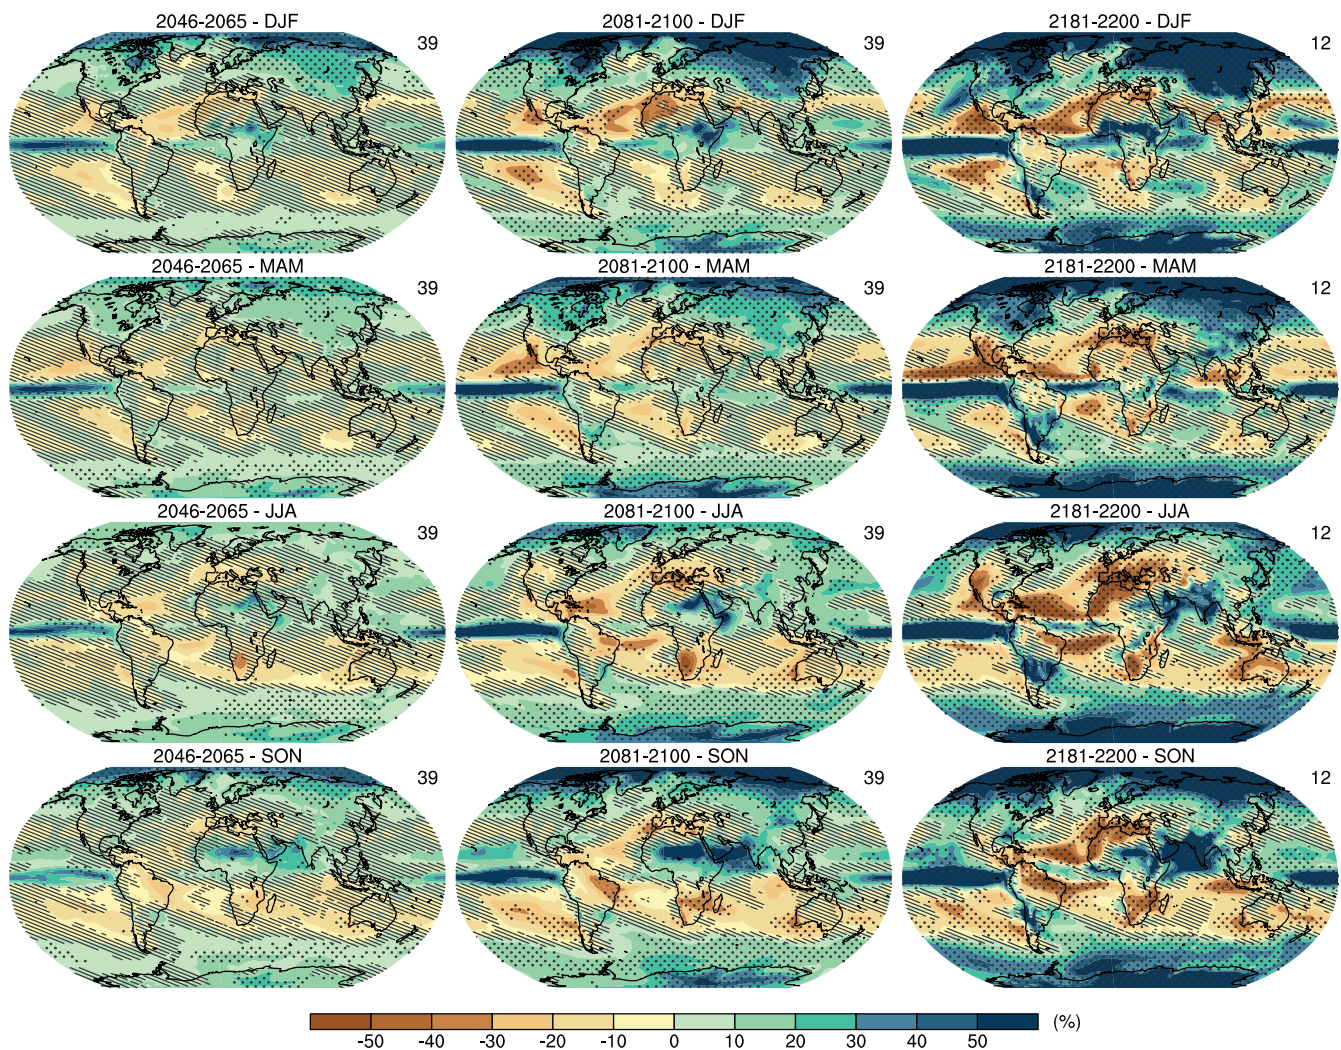 2046-2065 - DJF
39
2081-2100 - DJF
39
2181-2200 - DJF
12
2046-2065 - MAM
39
2081-2100 - MAM
39
2181-2200 - MAM
12
2046-2065 - JJA
39
2081-2100 - JJA
39
2181-2200 - JJA
12
2046-2065 - SON
39
2081-2100 - SON
39
2181-2200 - SON
12
(%)
-50 -40 -30 -20 -10 0 10 20 30 40 50